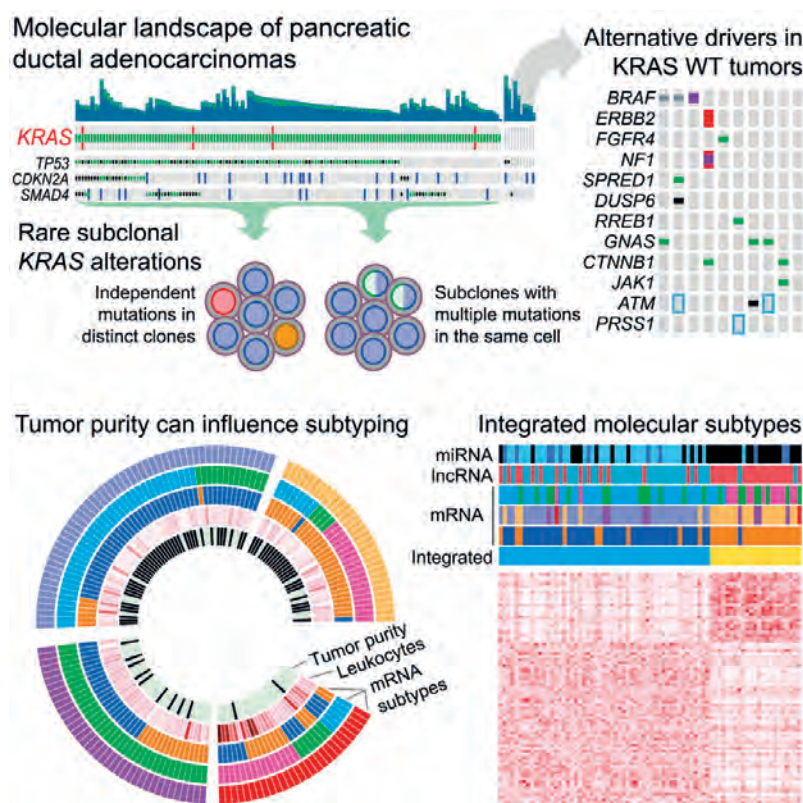 Molecular landscape of pancreatic
ductal adenocarcinomas
KRAS
TP53
CDKN2A
SMAD4
Rare subclonal
KRAS alterations
Independent
mutations in
distinct clones
Subclones with
multiple mutations
in the same cell
Alternative drivers in
KRAS WT tumors
BRAF
ERBB2
FGFR4
NF1
SPRED1
DUSP6
RREB1
GNAS
CTNNB1
JAK1
ATM
PRSS1
Tumor purity can influence subtyping
Tumor purity
Leukocytes
mRNA
subtypes
Integrated molecular subtypes
miRNA
lncRNA
mRNA
Integrated